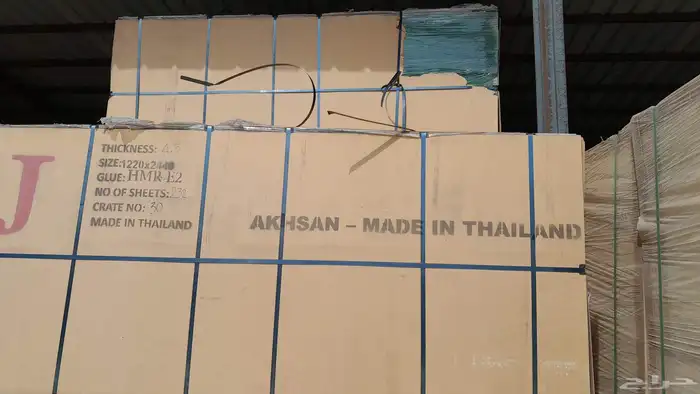 J
THICKNESS:
SIZE:1220x2440
GLUE: HMR E2
NO OF SHEETS:
CRATE NO: 30
MADE IN THAILAND
AKHSAN – MADE IN THAILAND
حراج